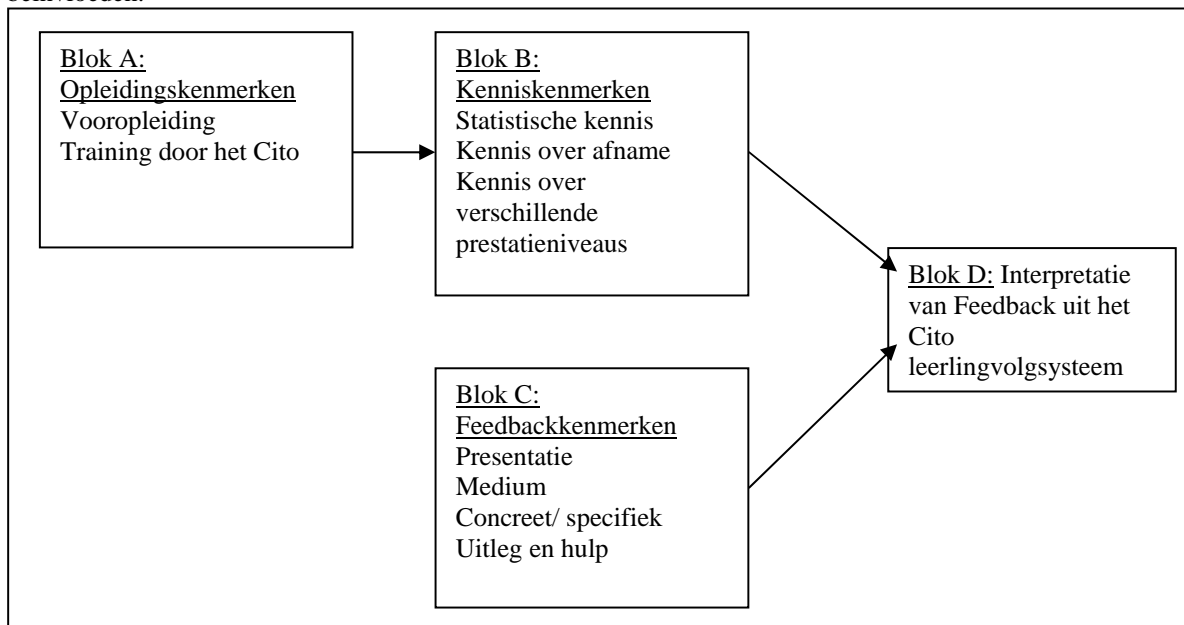 Blok A:
Opleidingskenmerken
Vooropleiding
Training door het Cito
Blok B:
Kenniskenmerken
Statistische kennis
Kennis over afname
Kennis over
verschillende
prestatieniveaus
Blok C:
Feedbackkenmerken
Presentatie
Medium
Concreet/ specifiek
Uitleg en hulp
Blok D: Interpretatie
van Feedback uit het
Cito
leerlingvolgsysteem